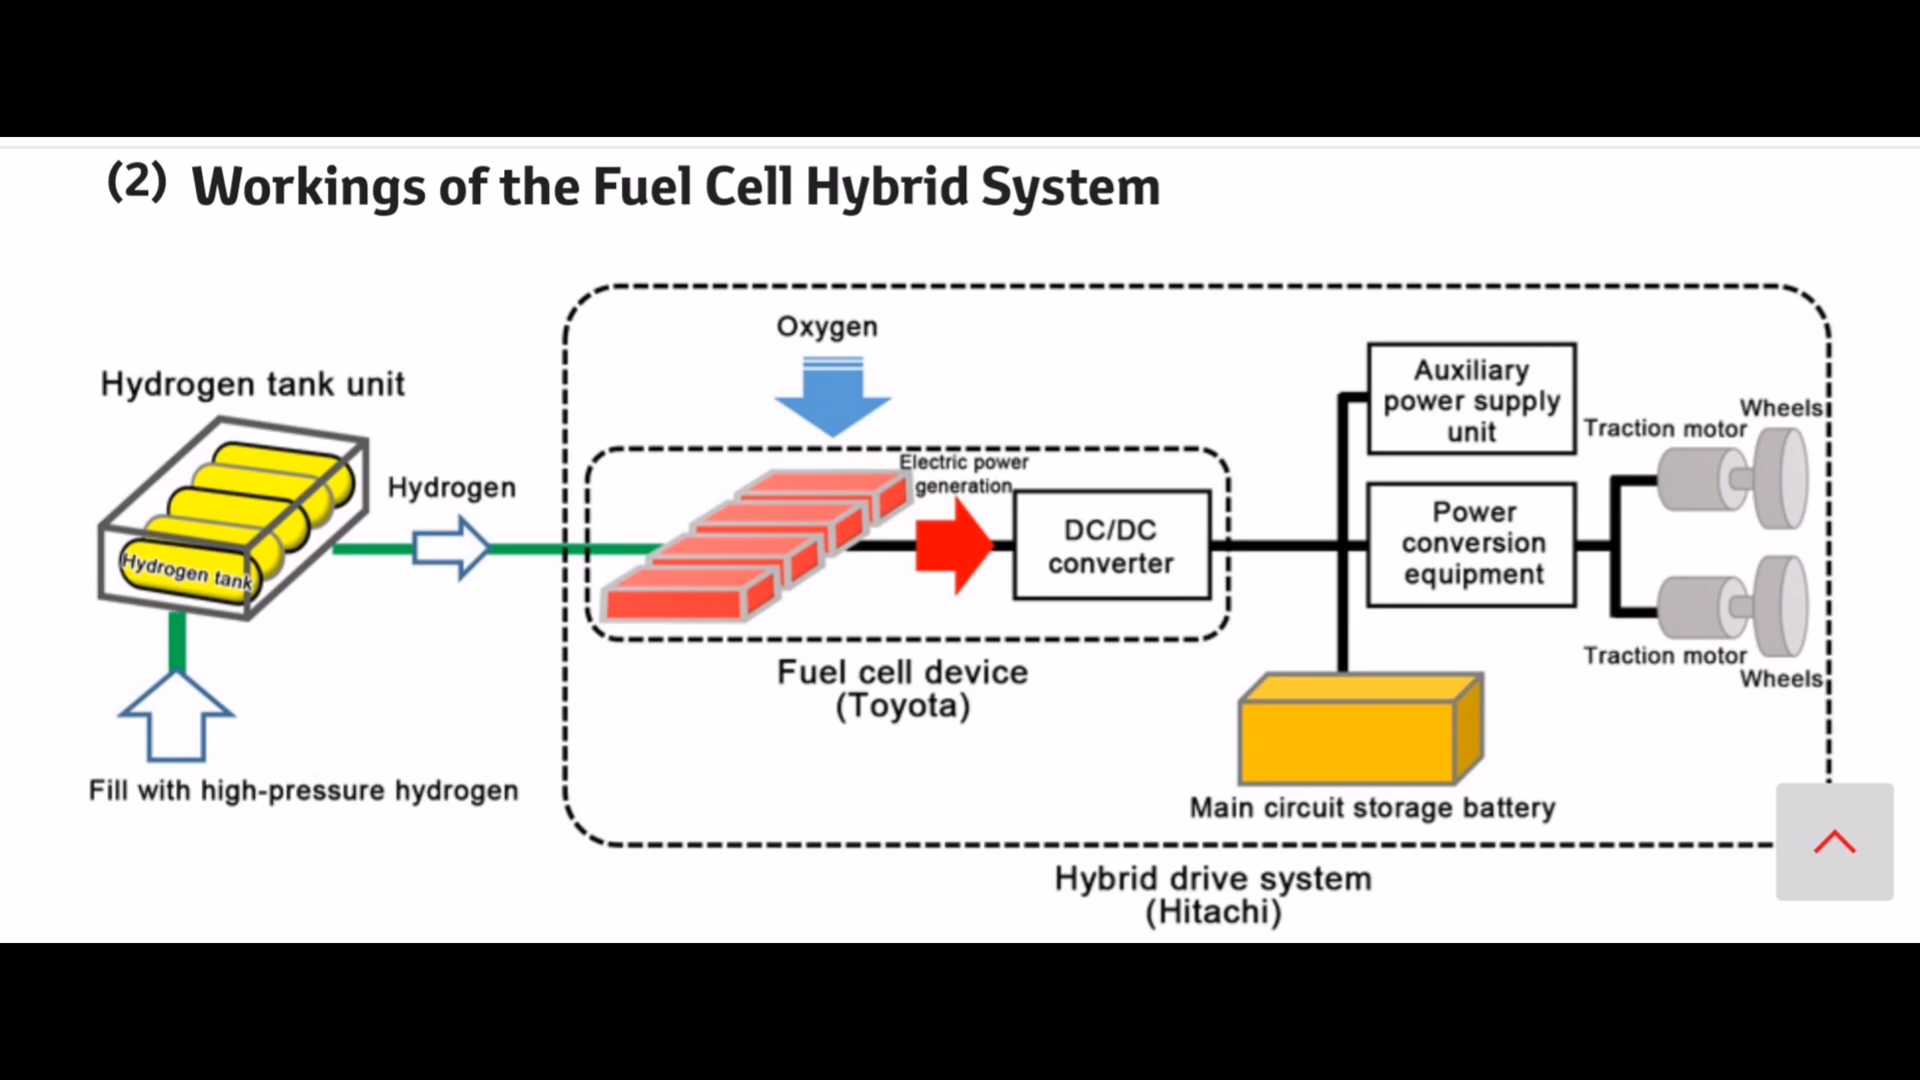 (2) Workings of the Fuel Cell Hybrid System
Oxygen
Hydrogen tank unit
Hydrogen
Hydrogen tank
Fill with high-pressure hydrogen
Electric power
generation
DC/DC
converter
Fuel cell device
(Toyota)
Auxiliary
power supply
unit
Power
conversion
equipment
Traction motor
Wheels
Traction motor
Wheels
Main circuit storage battery
Hybrid drive system
(Hitachi)